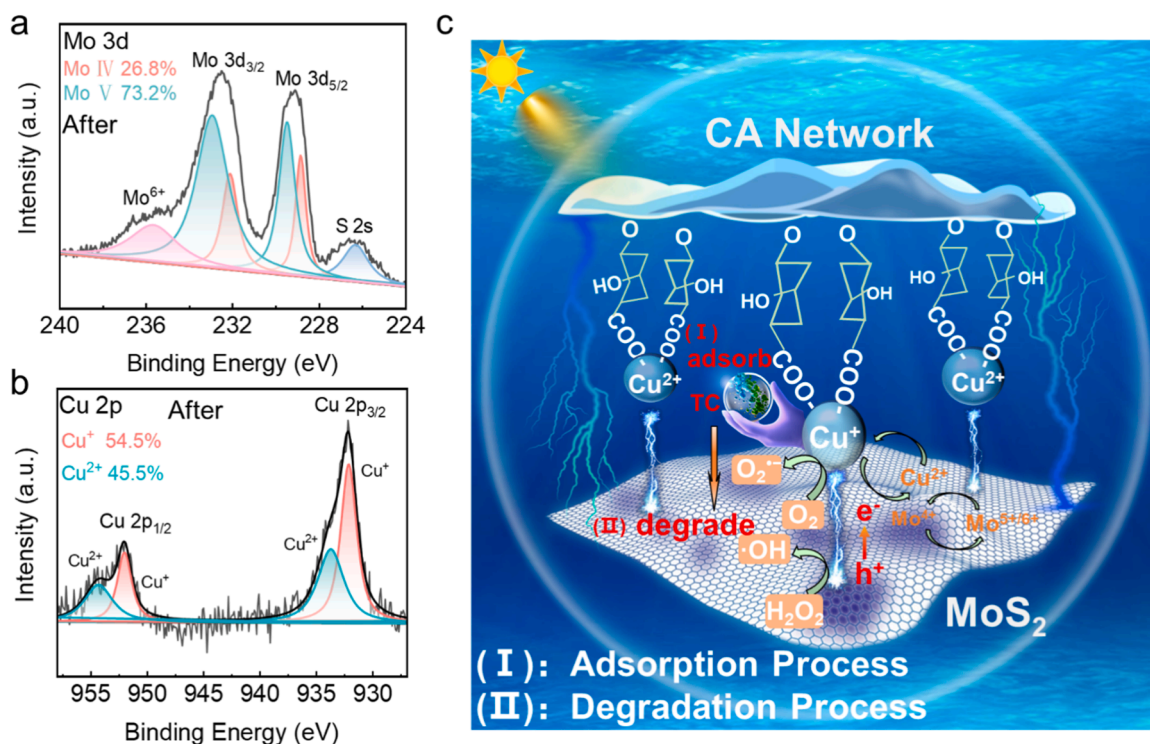 a
Mo 3d
Mo Ⅳ 26.8%
Mo Ⅴ 73.2%
After
Mo 3d3/2
Mo 3d5/2
Mo6+
S 2s
Intensity (a.u.)
240 236 232 228 224
Binding Energy (eV)
b
Cu 2p
After
Cu+ 54.5%
Cu2+ 45.5%
Cu 2p3/2
Cu+
Cu2+
Cu 2p1/2
Cu2+
Cu+
Intensity (a.u.)
955 950 945 940 935 930
Binding Energy (eV)
c
CA Network
O O O O O O
HO OH HO OH HO OH
COO COO COO COO COO COO
Cu2+
Cu+
Cu2+
(Ⅰ)
adsorb
TC
(Ⅱ) degrade
O2•−
O2
·OH
H2O2
e-
h+
Cu2+
Mo4+
Mo5+/6+
MoS2
(Ⅰ): Adsorption Process
(Ⅱ): Degradation Process